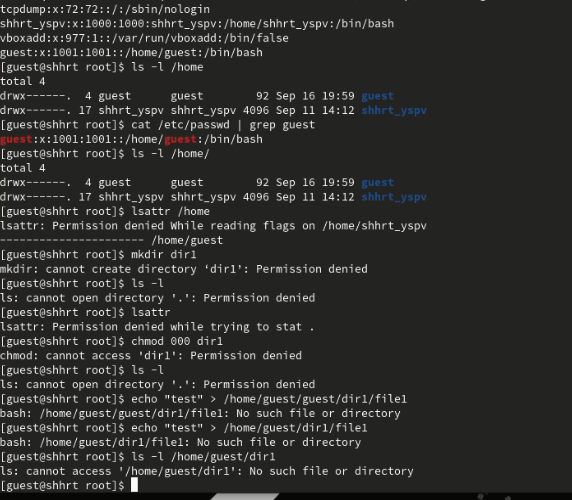 tcpdump:x:72:72::/:/sbin/nologin
shhrt_yspv:x:1000:1000:shhrt_yspv:/home/shhrt_yspv:/bin/bash
vboxadd:x:977:1::/var/run/vboxadd:/bin/false
guest:x:1001:1001::/home/guest:/bin/bash
[guest@shhrt root]$ ls -l /home
total 4
drwx------.  4 guest      guest        92 Sep 16 19:59 guest
drwx------. 17 shhrt_yspv shhrt_yspv 4096 Sep 11 14:12 shhrt_yspv
[guest@shhrt root]$ cat /etc/passwd | grep guest
guest:x:1001:1001::/home/guest:/bin/bash
[guest@shhrt root]$ ls -l /home/
total 4
drwx------.  4 guest      guest        92 Sep 16 19:59 guest
drwx------. 17 shhrt_yspv shhrt_yspv 4096 Sep 11 14:12 shhrt_yspv
[guest@shhrt root]$ lsattr /home
lsattr: Permission denied While reading flags on /home/shhrt_yspv
---------------------- /home/guest
[guest@shhrt root]$ mkdir dir1
mkdir: cannot create directory ‘dir1’: Permission denied
[guest@shhrt root]$ ls -l
ls: cannot open directory '.': Permission denied
[guest@shhrt root]$ lsattr
lsattr: Permission denied while trying to stat .
[guest@shhrt root]$ chmod 000 dir1
chmod: cannot access 'dir1': Permission denied
[guest@shhrt root]$ ls -l
ls: cannot open directory '.': Permission denied
[guest@shhrt root]$ echo "test" > /home/guest/guest/dir1/file1
bash: /home/guest/guest/dir1/file1: No such file or directory
[guest@shhrt root]$ echo "test" > /home/guest/dir1/file1
bash: /home/guest/dir1/file1: No such file or directory
[guest@shhrt root]$ ls -l /home/guest/dir1
ls: cannot access '/home/guest/dir1': No such file or directory
[guest@shhrt root]$